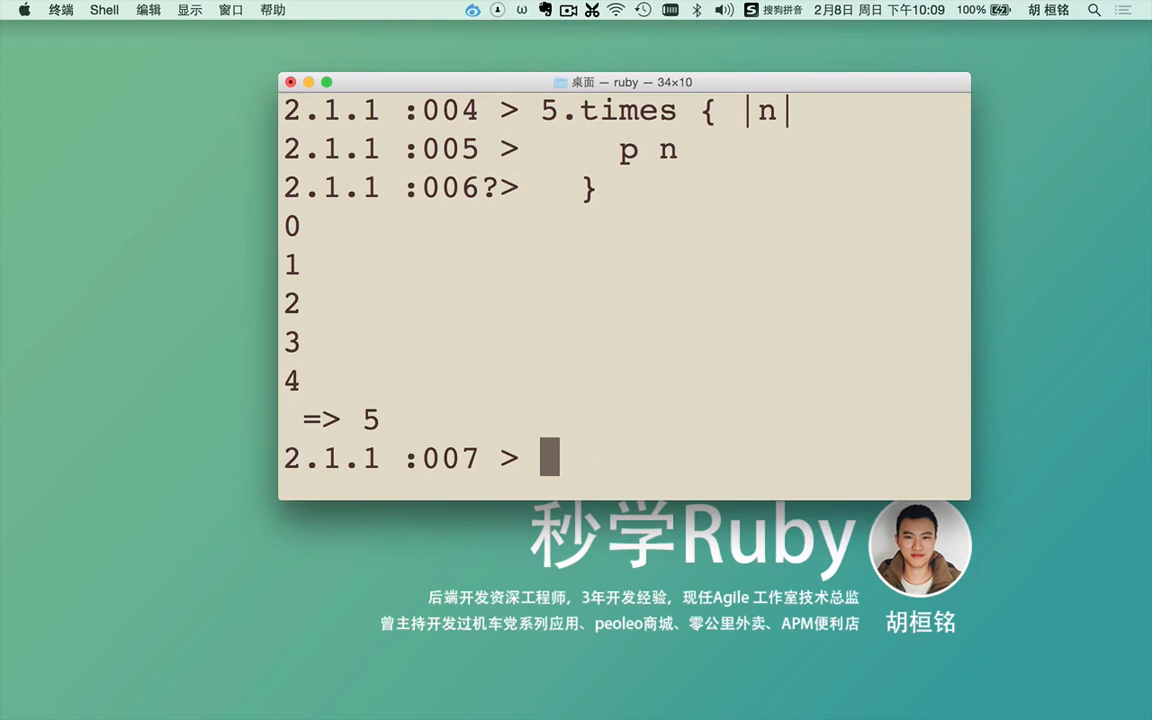 终端 Shell 编辑 显示 窗口 帮助 2月8日 周日 下午10:09 100% 胡 桓铭
S 搜狗拼音
桌面 — ruby — 34×10
2.1.1 :004 > 5.times { |n|
2.1.1 :005 >     p n
2.1.1 :006?>   }
0
1
2
3
4
 => 5
2.1.1 :007 >
秒学Ruby
后端开发资深工程师，3年开发经验，现任Agile 工作室技术总监
曾主持开发过机车党系列应用、peoleo商城、零公里外卖、APM便利店
胡桓铭